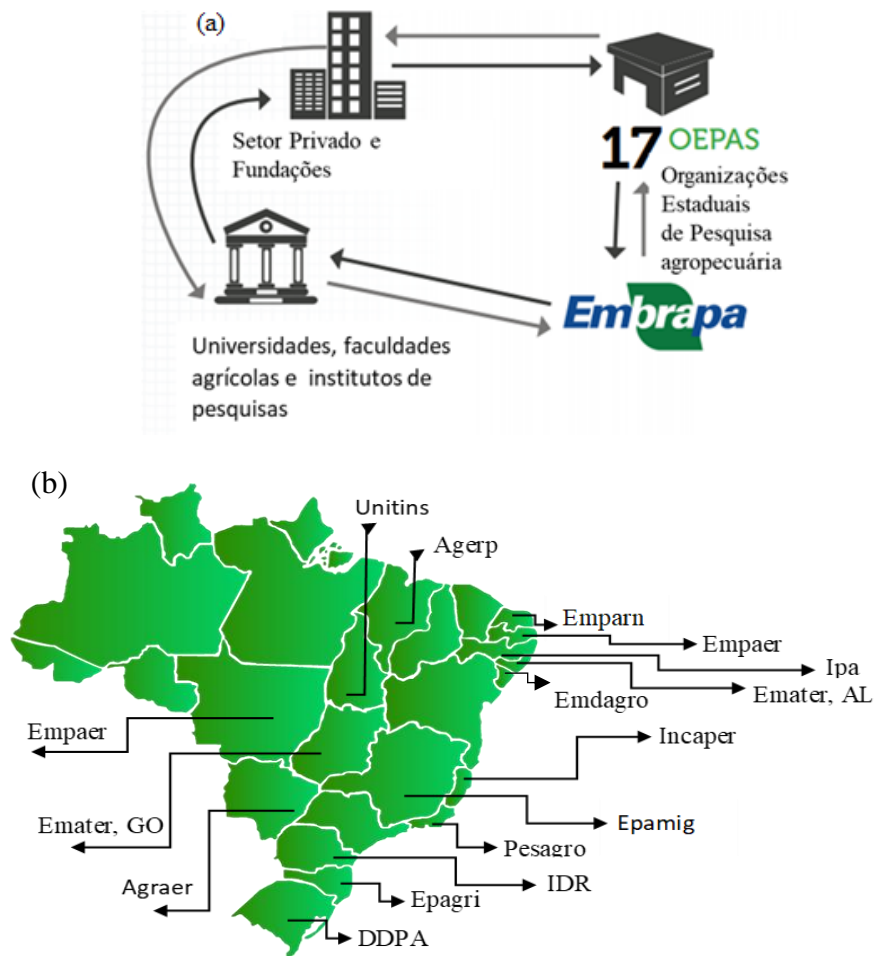 (a)
Setor Privado e
Fundações
17 OEPAS
Organizações
Estaduais
de Pesquisa
agropecuária
Embrapa
Universidades, faculdades
agrícolas e institutos de
pesquisas
(b)
Unitins
Agerp
Emparn
Empaer
Ipa
Emater, AL
Emdagro
Empaer
Incaper
Emater, GO
Epamig
Pesagro
Agraer
IDR
Epagri
DDPA